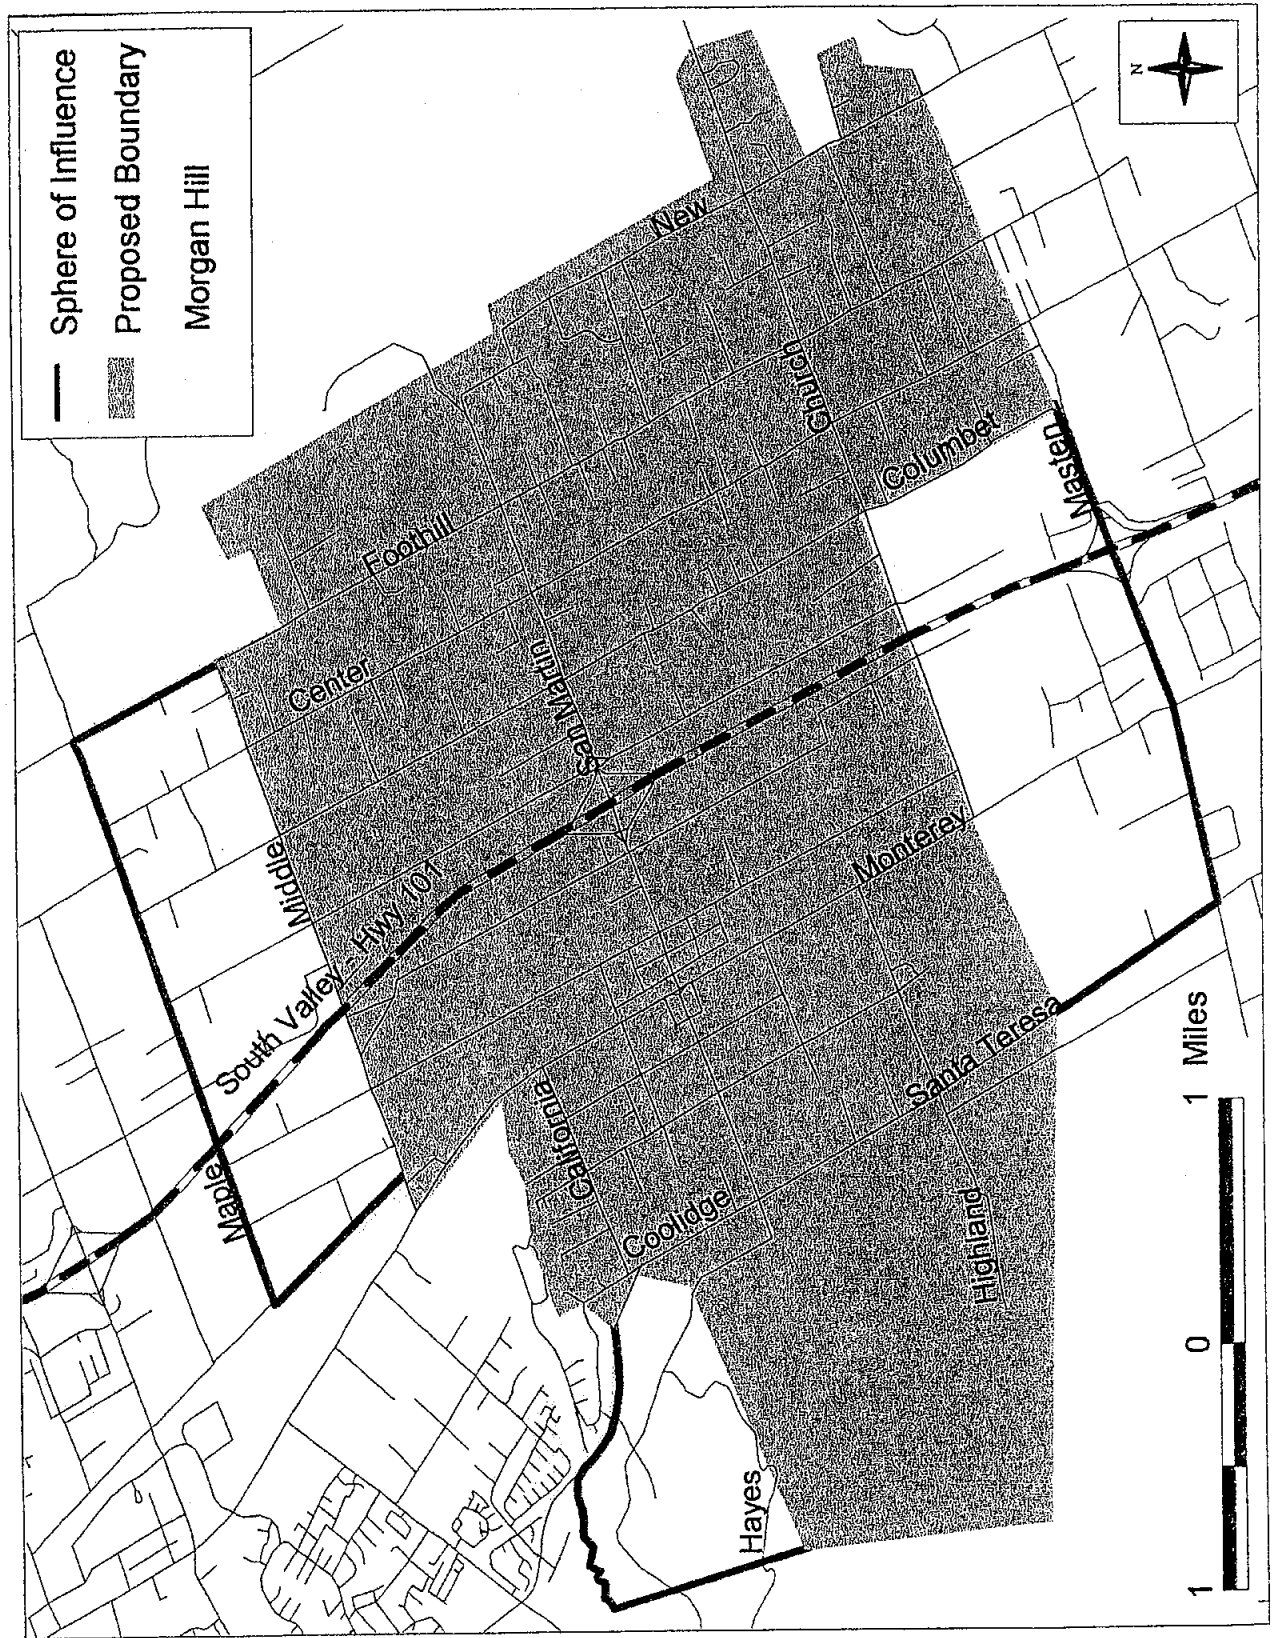 Sphere of Influence
Proposed Boundary
Morgan Hill
N
New
Foothill
Church
Columbet
Masten
Center
San Martin
Middle
South Valley - Hwy 101
Monterey
Maple
California
Coolidge
Santa Teresa
Highland
Hayes
1 0 1 Miles